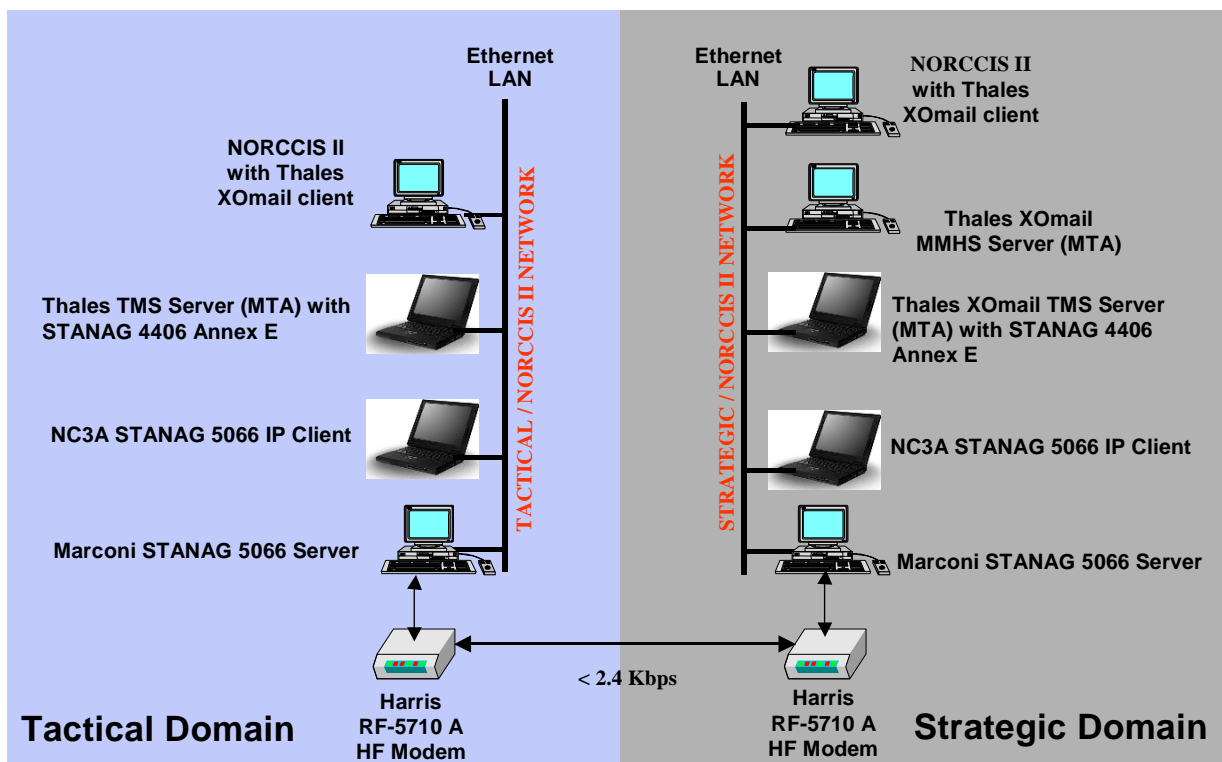 Ethernet
LAN
NORCCIS II
with Thales
XOmail client
Thales TMS Server (MTA) with
STANAG 4406 Annex E
NC3A STANAG 5066 IP Client
Marconi STANAG 5066 Server
TACTICAL / NORCCIS II NETWORK
Harris
RF-5710 A
HF Modem
Tactical Domain
< 2.4 Kbps
Ethernet
LAN
NORCCIS II
with Thales
XOmail client
Thales XOmail
MMHS Server (MTA)
Thales XOmail TMS Server
(MTA) with STANAG 4406
Annex E
NC3A STANAG 5066 IP Client
Marconi STANAG 5066 Server
STRATEGIC / NORCCIS II NETWORK
Harris
RF-5710 A
HF Modem
Strategic Domain